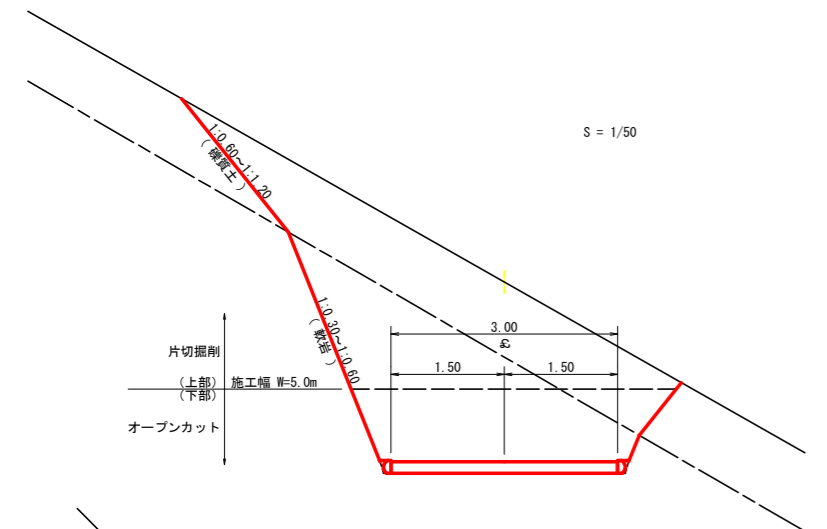 S = 1/50
1:0.60～1:1.20
( 礫質土 )
1:0.30～1:0.60
( 軟岩 )
3.00
1.50
1.50
片切掘削
(上部)
施工幅 W=5.0m
(下部)
オープンカット